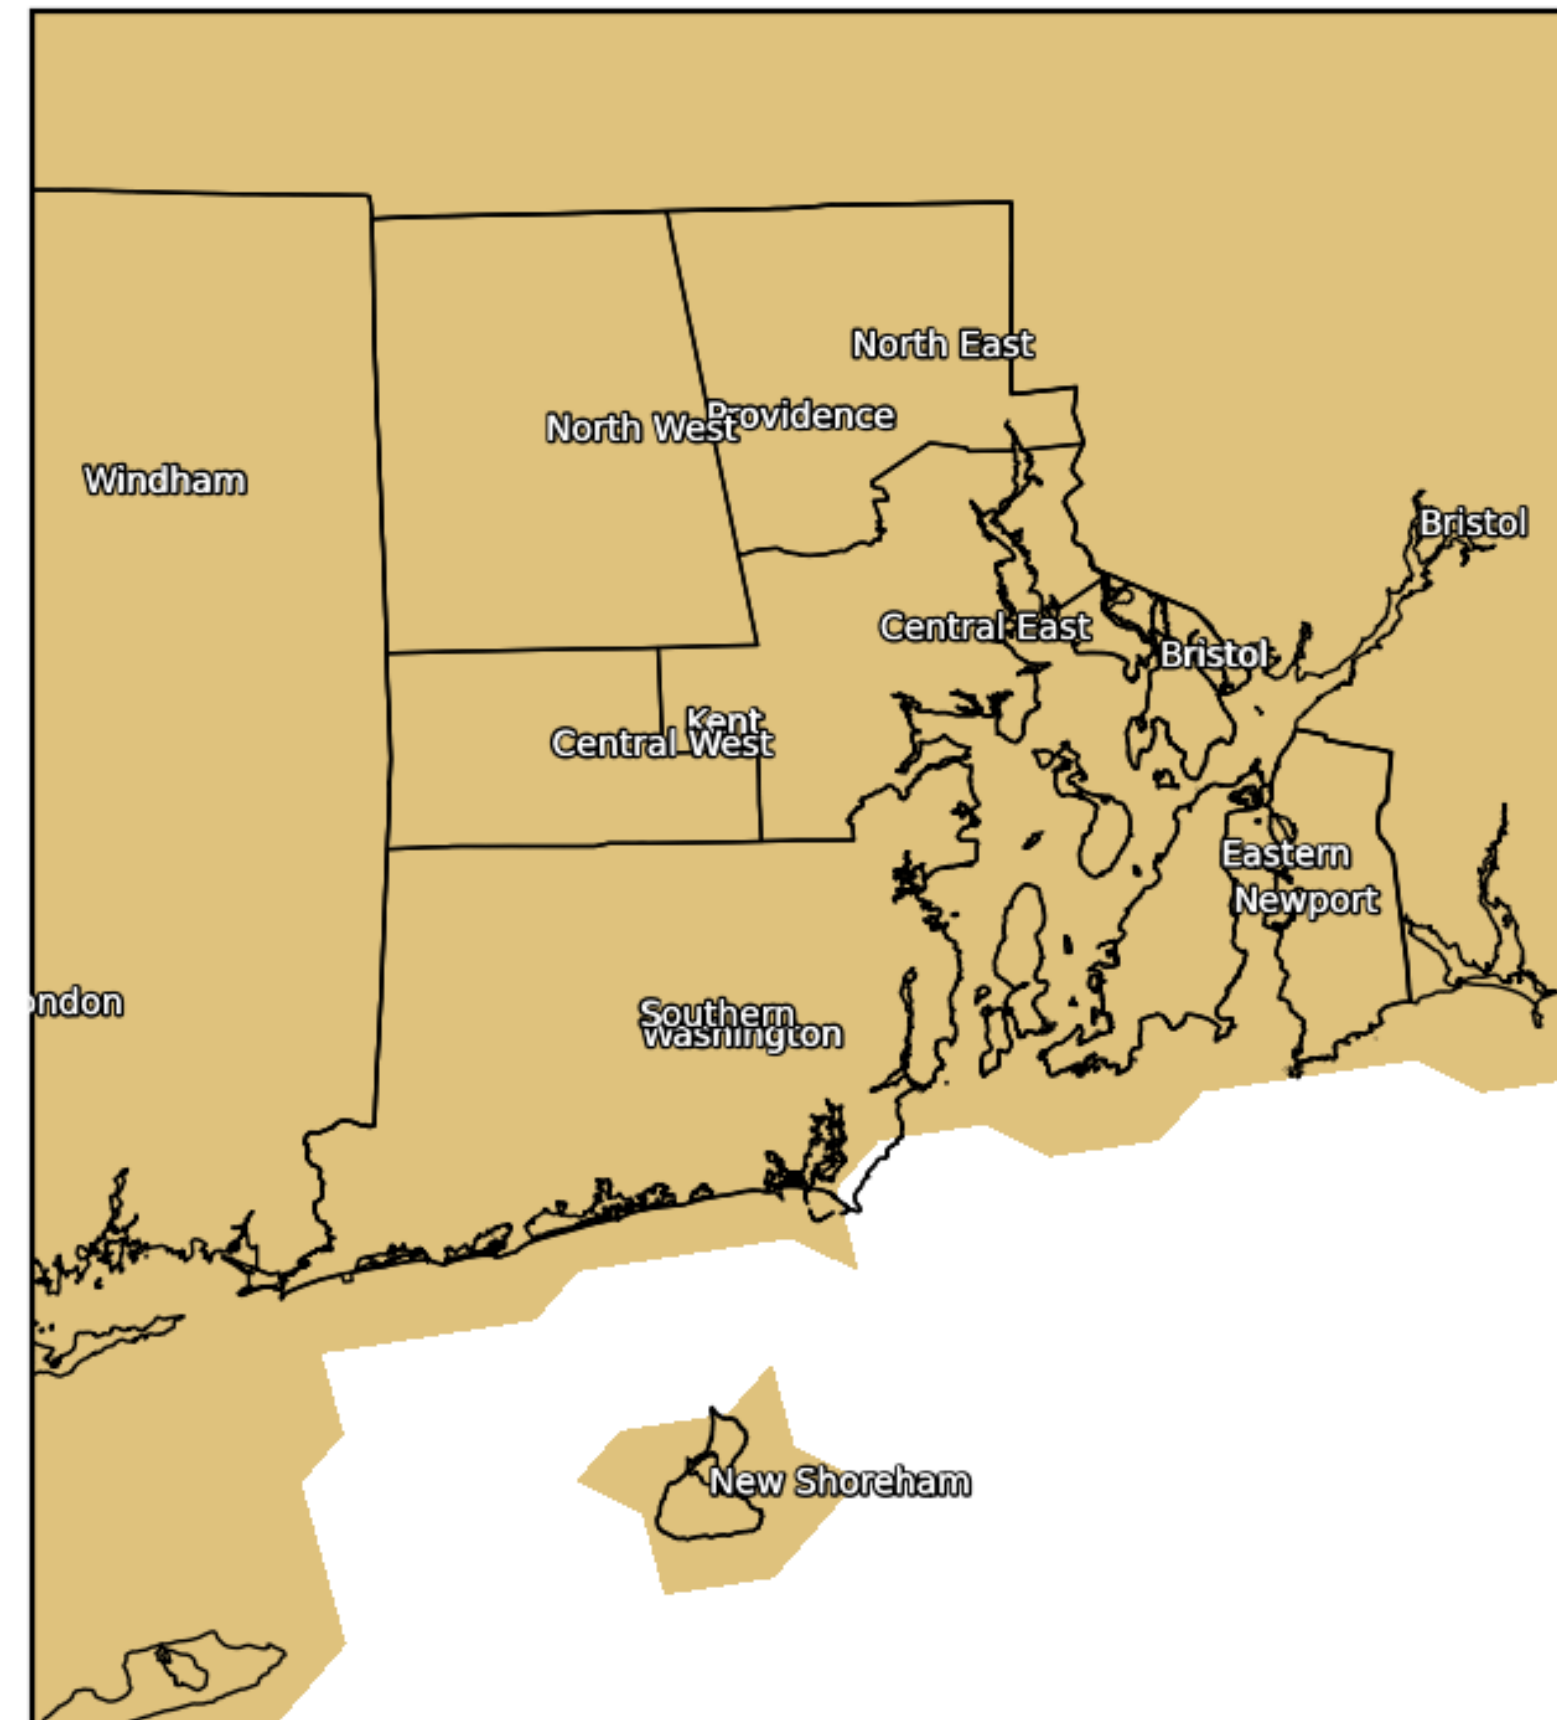 North East
Providence
North West
Windham
Bristol
Central East
Bristol
Kent
Central West
Eastern
Newport
ondon
Southern
Washington
New Shoreham